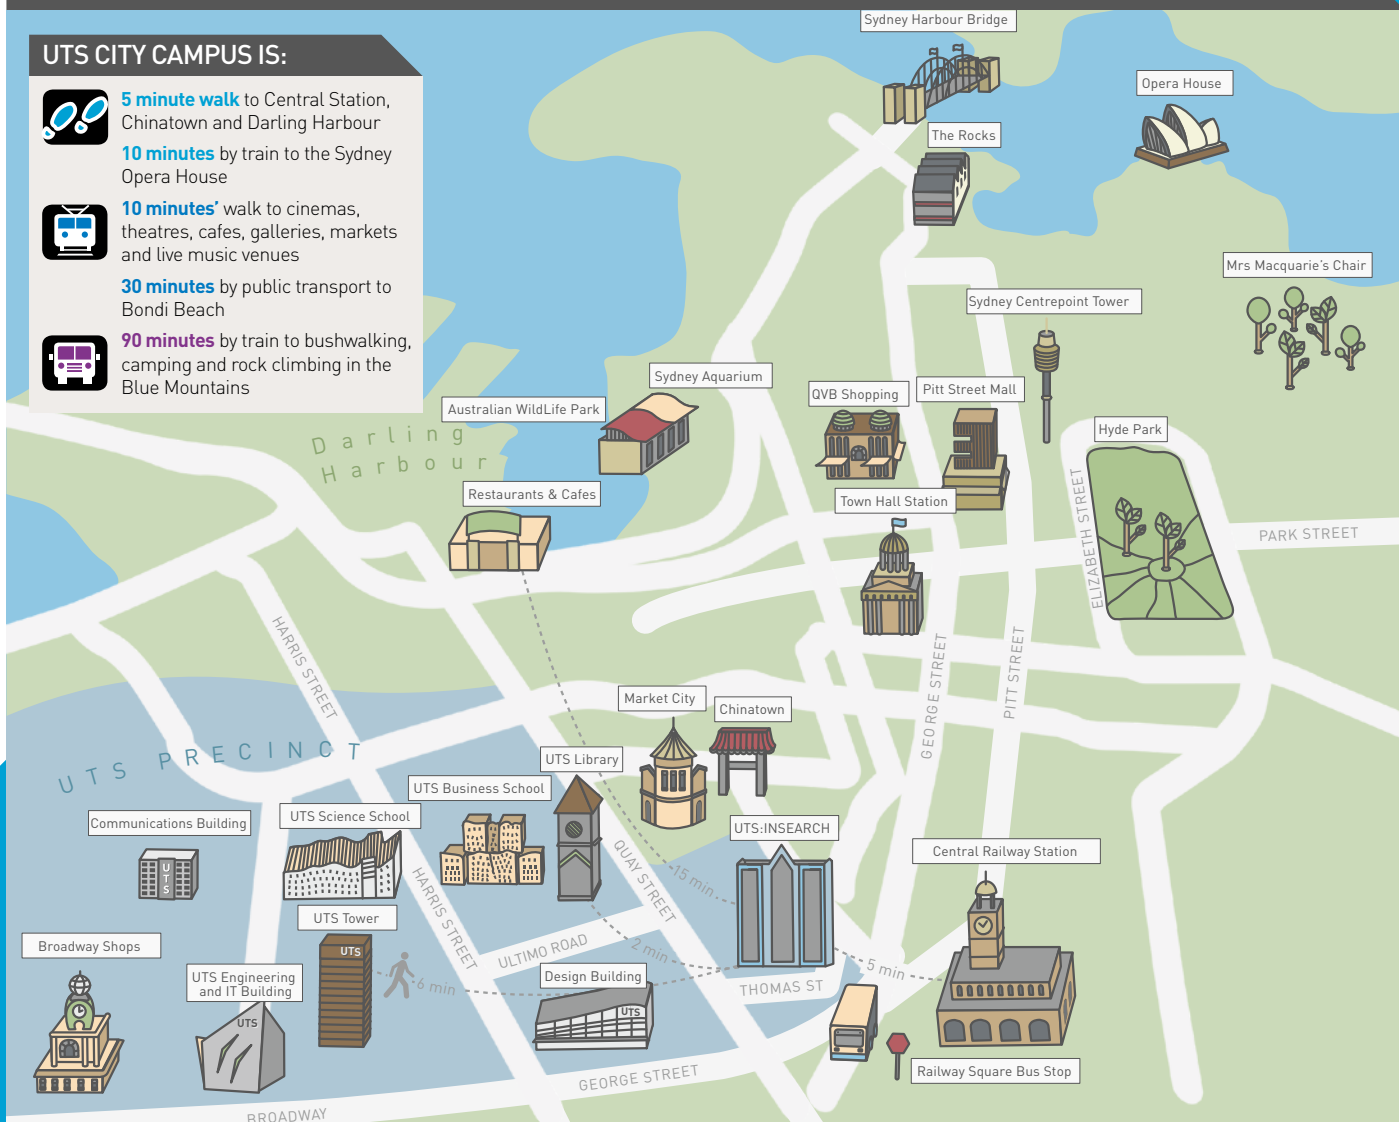 UTS CITY CAMPUS IS:
5 minute walk to Central Station,
Chinatown and Darling Harbour
10 minutes by train to the Sydney
Opera House
10 minutes’ walk to cinemas,
theatres, cafes, galleries, markets
and live music venues
30 minutes by public transport to
Bondi Beach
90 minutes by train to bushwalking,
camping and rock climbing in the
Blue Mountains
Sydney Harbour Bridge
Opera House
The Rocks
Mrs Macquarie’s Chair
Sydney Centrepoint Tower
Sydney Aquarium
QVB Shopping
Pitt Street Mall
Australian WildLife Park
Hyde Park
Darling
Harbour
Restaurants & Cafes
Town Hall Station
ELIZABETH STREET
PARK STREET
HARRIS STREET
GEORGE STREET
PITT STREET
Market City
Chinatown
UTS PRECINCT
UTS Library
UTS Business School
UTS Science School
Communications Building
UTS:INSEARCH
Central Railway Station
UTS
HARRIS STREET
QUAY STREET
15 min
UTS Tower
UTS
Broadway Shops
ULTIMO ROAD
2 min
5 min
UTS Engineering
and IT Building
UTS
6 min
Design Building
UTS
THOMAS ST
Railway Square Bus Stop
GEORGE STREET
BROADWAY